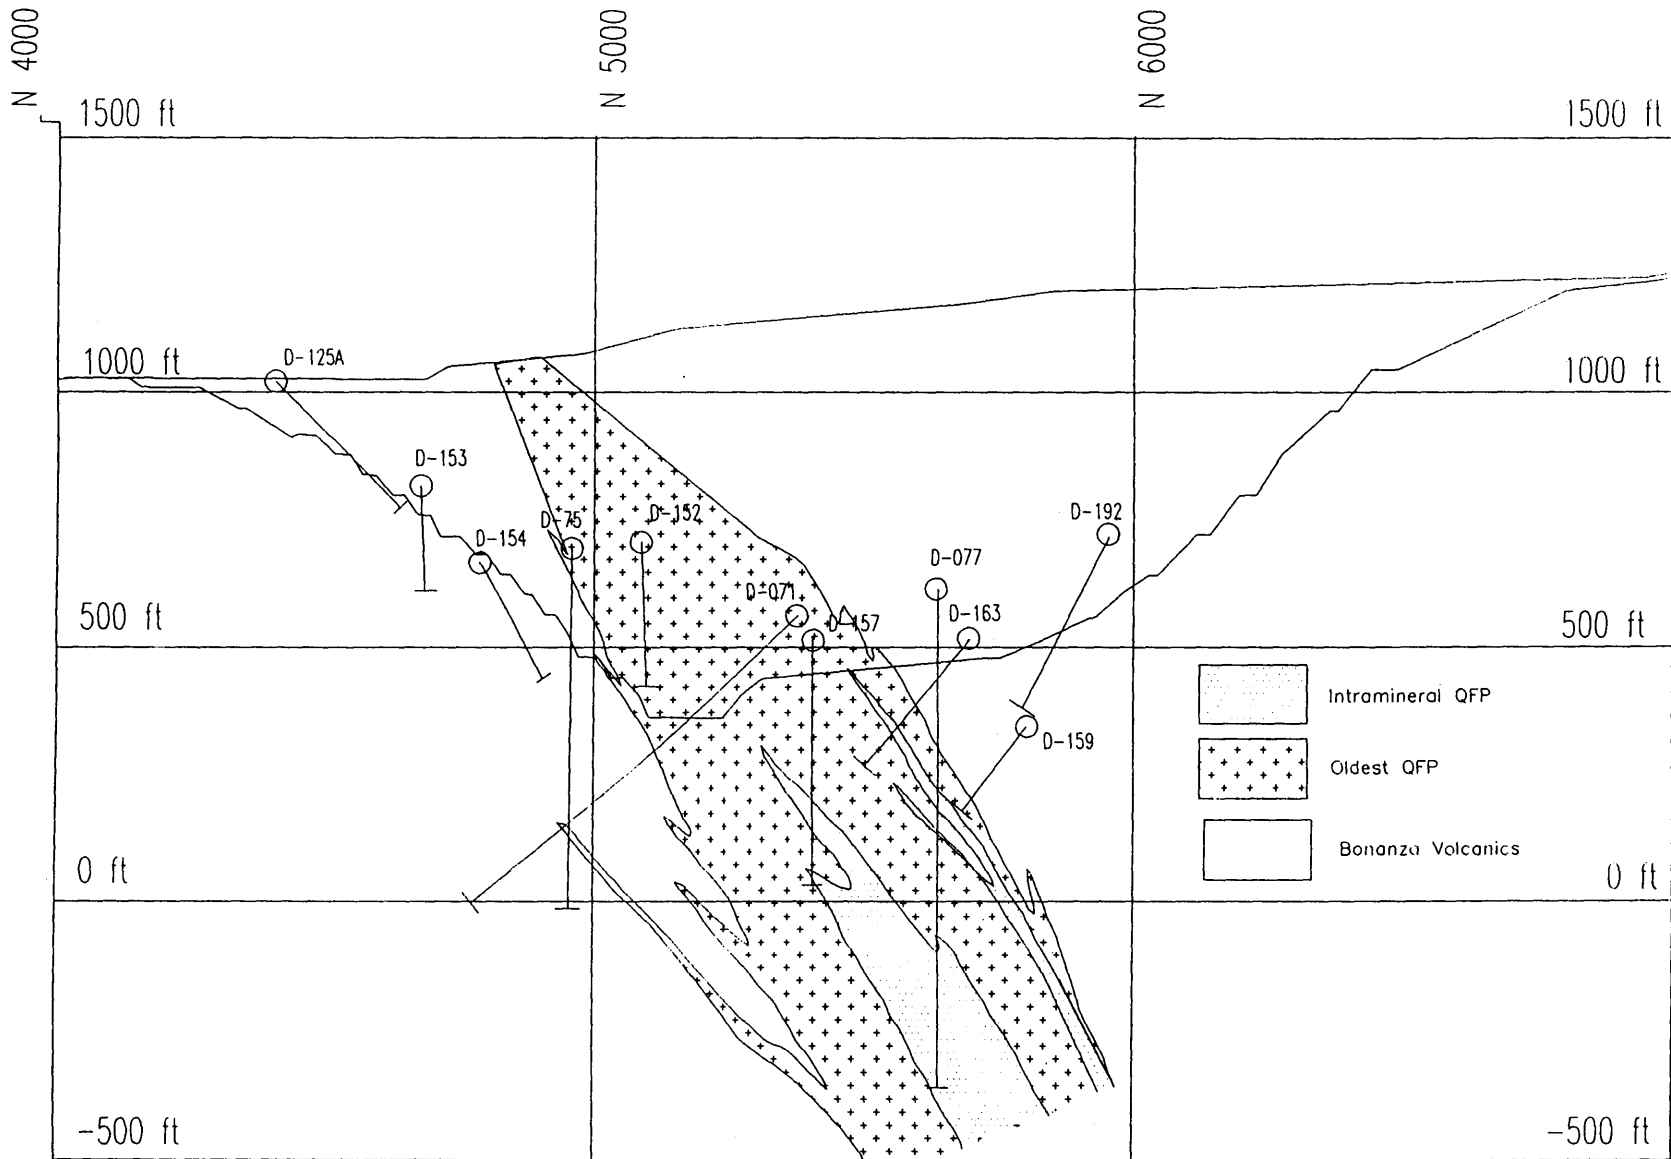 N 4000
N 5000
N 6000
1500 ft
1500 ft
1000 ft
D-125A
1000 ft
D-153
D-75
D-152
D-192
D-154
D-077
D-071
D-163
500 ft
D-157
500 ft
Intramineral QFP
D-159
Oldest QFP
Bonanza Volcanics
0 ft
0 ft
-500 ft
-500 ft